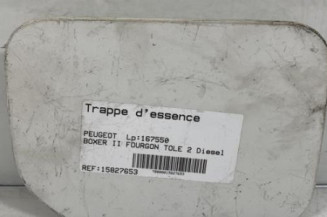 Trappe d'essence
PEUGEOT Lp:167550
BOXER II FOURGON TOLE 2 Diesel
REF:15827653